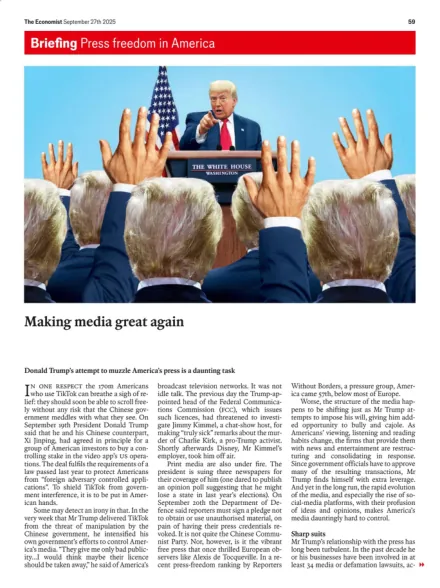 The Economist September 27th 2025
59
Briefing Press freedom in America
THE WHITE HOUSE
WASHINGTON
Making media great again
Donald Trump's attempt to muzzle America's press is a daunting task
IN ONE RESPECT the 170m Americans
who use TikTok can breathe a sigh of re-
lief: they should soon be able to scroll free-
ly without any risk that the Chinese gov-
ernment meddles with what they see. On
September 19th President Donald Trump
said that he and his Chinese counterpart,
Xi Jinping, had agreed in principle for a
group of American investors to buy a con-
trolling stake in the video app's US opera-
tions. The deal fulfils the requirements of a
law passed last year to protect Americans
from "foreign adversary controlled appli-
cations". To shield TikTok from govern-
ment interference, it is to be put in Amer-
ican hands.
Some may detect an irony in that. In the
very week that Mr Trump delivered TikTok
from the threat of manipulation by the
Chinese government, he intensified his
own government's efforts to control Amer-
ica's media. "They give me only bad public-
ity...I would think maybe their licence
should be taken away," he said of America's
broadcast television networks. It was not
idle talk. The previous day the Trump-ap-
pointed head of the Federal Communica-
tions Commission (FCC), which issues
such licences, had threatened to investi-
gate Jimmy Kimmel, a chat-show host, for
making "truly sick" remarks about the mur-
der of Charlie Kirk, a pro-Trump activist.
Shortly afterwards Disney, Mr Kimmel's
employer, took him off air.
Print media are also under fire. The
president is suing three newspapers for
their coverage of him (one dared to publish
an opinion poll suggesting that he might
lose a state in last year's elections). On
September 20th the Department of De-
fence said reporters must sign a pledge not
to obtain or use unauthorised material, on
pain of having their press credentials re-
voked. It is not quite the Chinese Commu-
nist Party. Nor, however, is it the vibrant
free press that once thrilled European ob-
servers like Alexis de Tocqueville. In a re-
cent press-freedom ranking by Reporters
Without Borders, a pressure group, Amer-
ica came 57th, below most of Europe.
Worse, the structure of the media hap-
pens to be shifting just as Mr Trump at-
tempts to impose his will, giving him add-
ed opportunity to bully and cajole. As
Americans' viewing, listening and reading
habits change, the firms that provide them
with news and entertainment are restruc-
turing and consolidating in response.
Since government officials have to approve
many of the resulting transactions, Mr
Trump finds himself with extra leverage.
And yet in the long run, the rapid evolution
of the media, and especially the rise of so-
cial-media platforms, with their profusion
of ideas and opinions, makes America's
media dauntingly hard to control.
Sharp suits
Mr Trump's relationship with the press has
long been turbulent. In the past decade he
or his businesses have been involved in at
least 34 media or defamation lawsuits, ac-